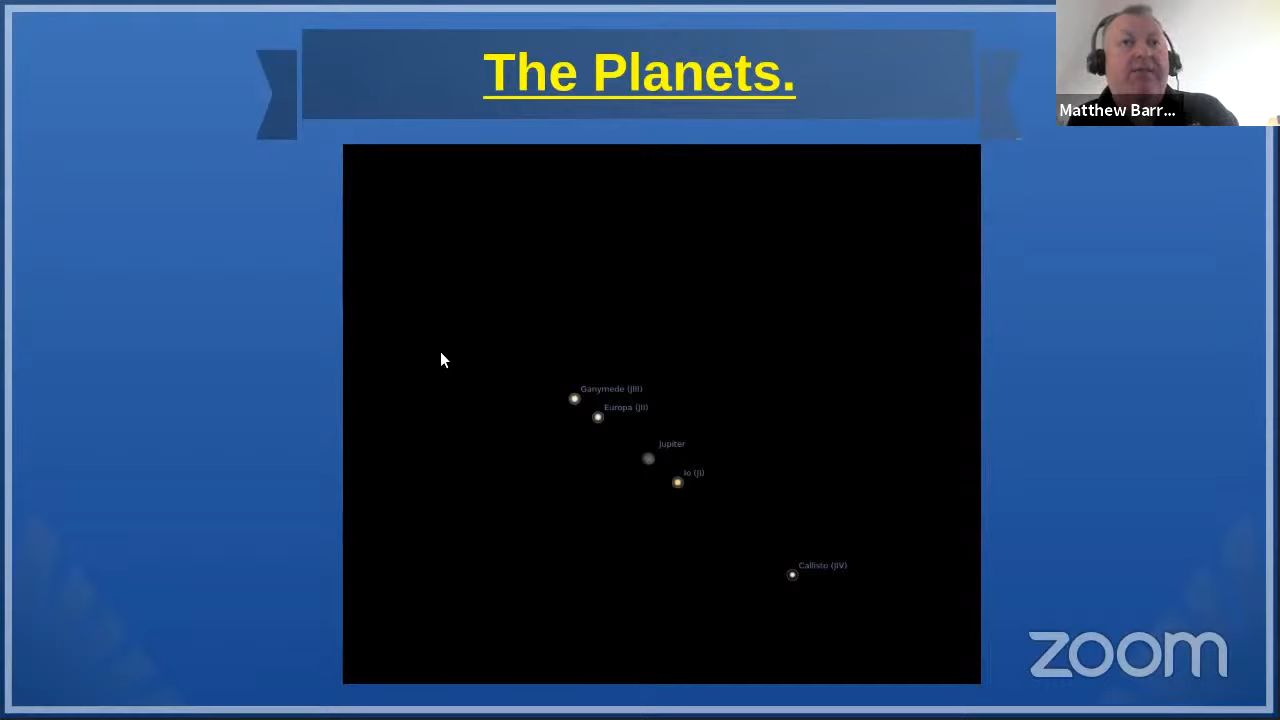 The Planets.
Matthew Barr...
Ganymede (JIII)
Europa (JII)
Jupiter
Io (JI)
Callisto (JIV)
zoom